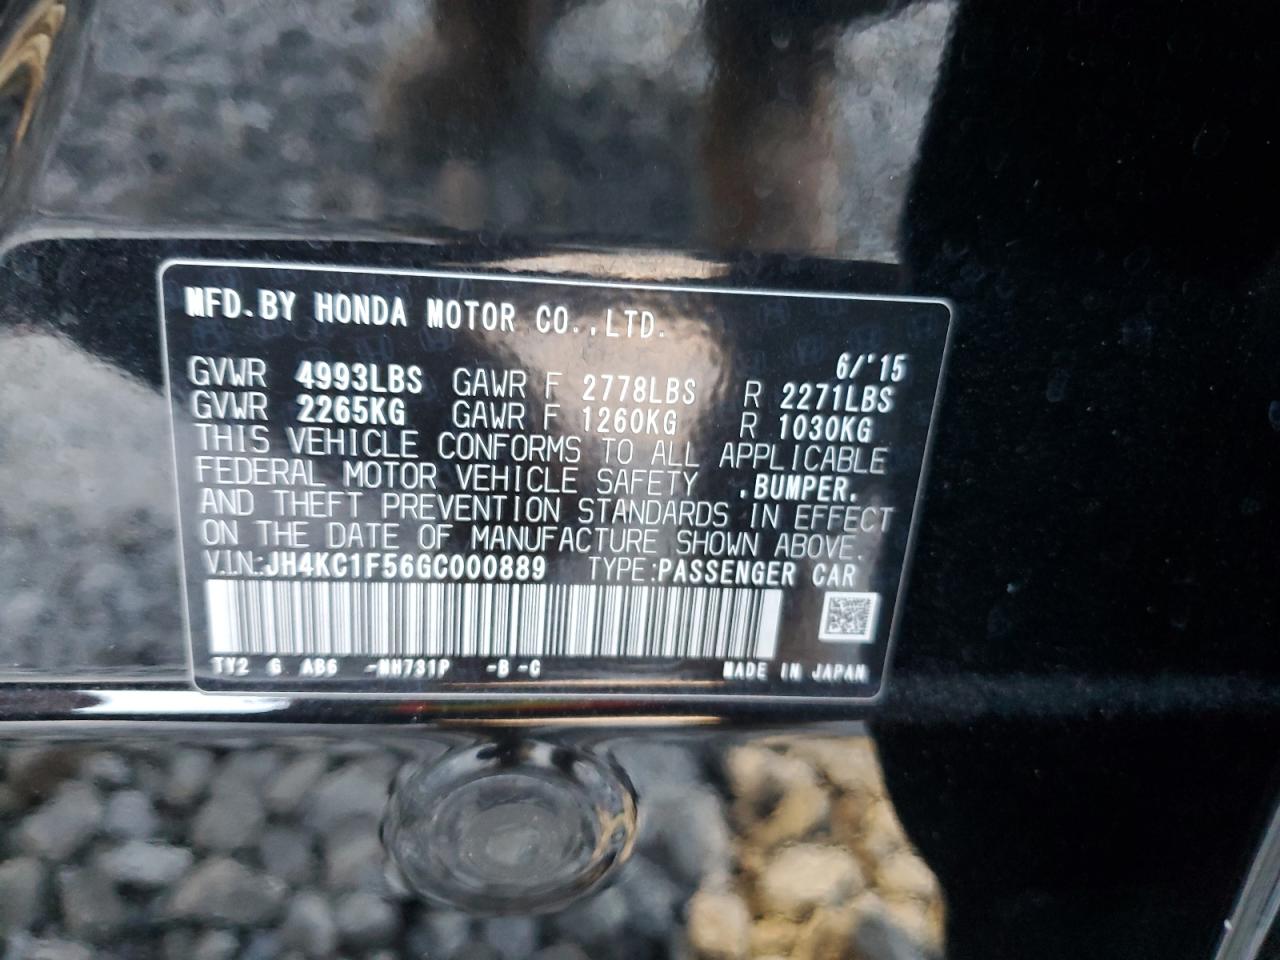 MFD.BY HONDA MOTOR CO.,LTD.
6/'15
GVWR 4993LBS GAWR F 2778LBS R 2271LBS
GVWR 2265KG GAWR F 1260KG R 1030KG
THIS VEHICLE CONFORMS TO ALL APPLICABLE
FEDERAL MOTOR VEHICLE SAFETY ,BUMPER,
AND THEFT PREVENTION STANDARDS IN EFFECT
ON THE DATE OF MANUFACTURE SHOWN ABOVE.
V.I.N:JH4KC1F56GC000889 TYPE:PASSENGER CAR
TY2 G AB6 -NH731P -B -C MADE IN JAPAN